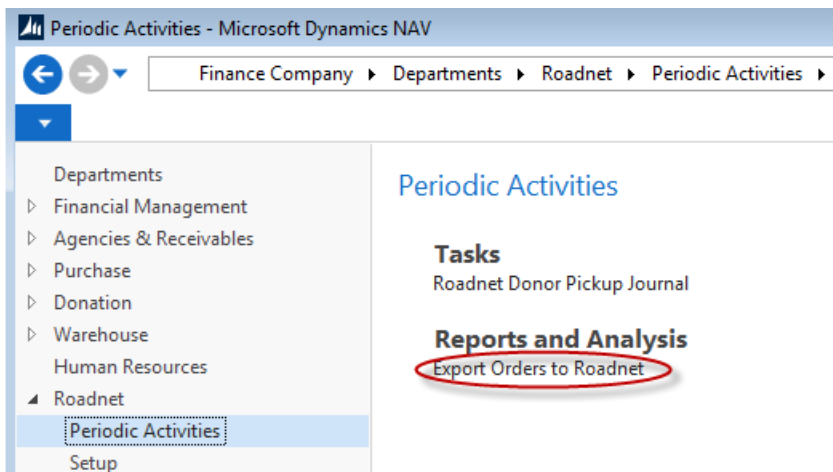 Periodic Activities - Microsoft Dynamics NAV
Finance Company ▸ Departments ▸ Roadnet ▸ Periodic Activities ▸
Departments
Financial Management
Agencies & Receivables
Purchase
Donation
Warehouse
Human Resources
Roadnet
Periodic Activities
Setup
Periodic Activities
Tasks
Roadnet Donor Pickup Journal
Reports and Analysis
Export Orders to Roadnet